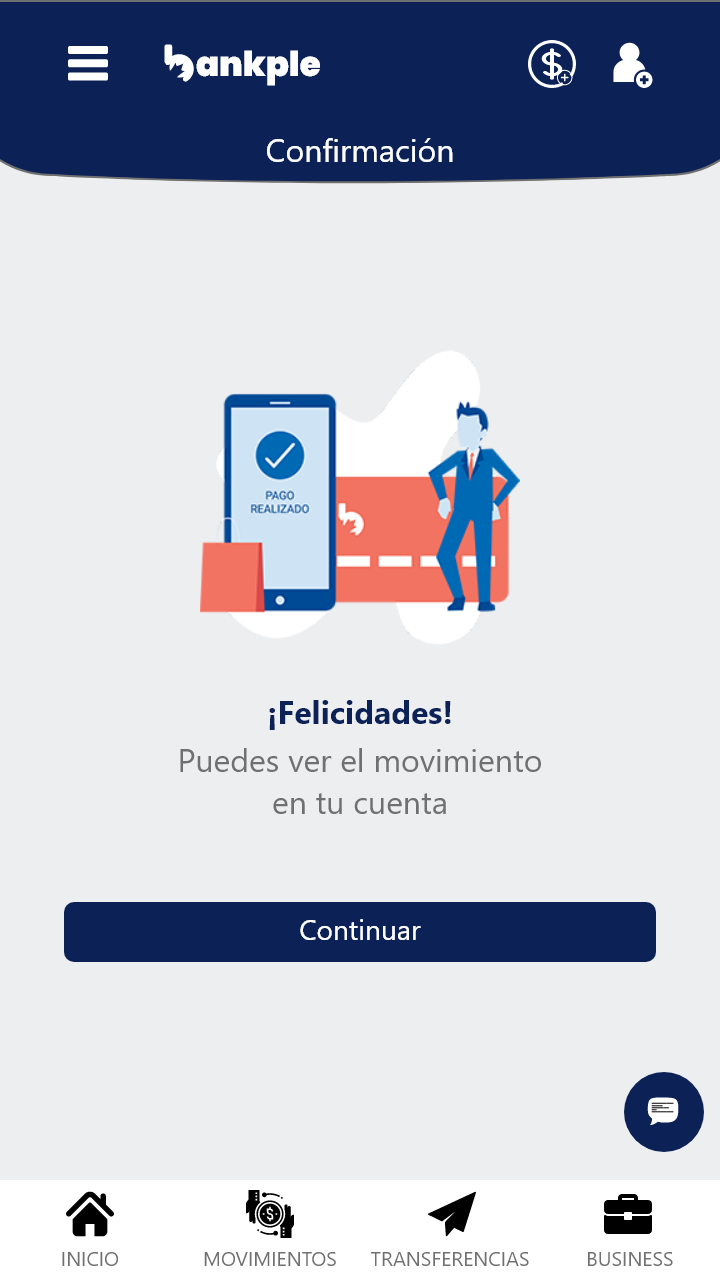 bankple
Confirmación
PAGO
REALIZADO
¡Felicidades!
Puedes ver el movimiento
en tu cuenta
Continuar
INICIO MOVIMIENTOS TRANSFERENCIAS BUSINESS